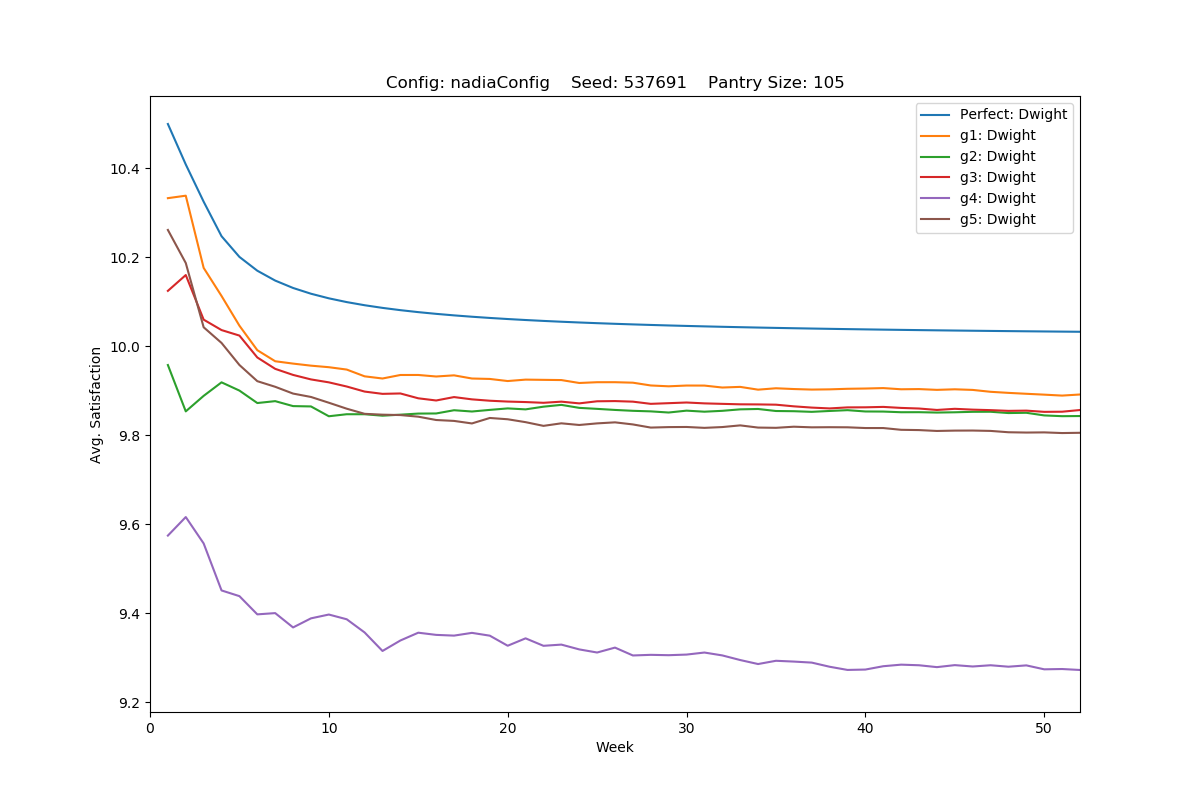 Config: nadiaConfig    Seed: 537691    Pantry Size: 105
Perfect: Dwight
g1: Dwight
g2: Dwight
g3: Dwight
g4: Dwight
g5: Dwight
10.4
10.2
10.0
9.8
9.6
9.4
9.2
Avg. Satisfaction
0 10 20 30 40 50
Week